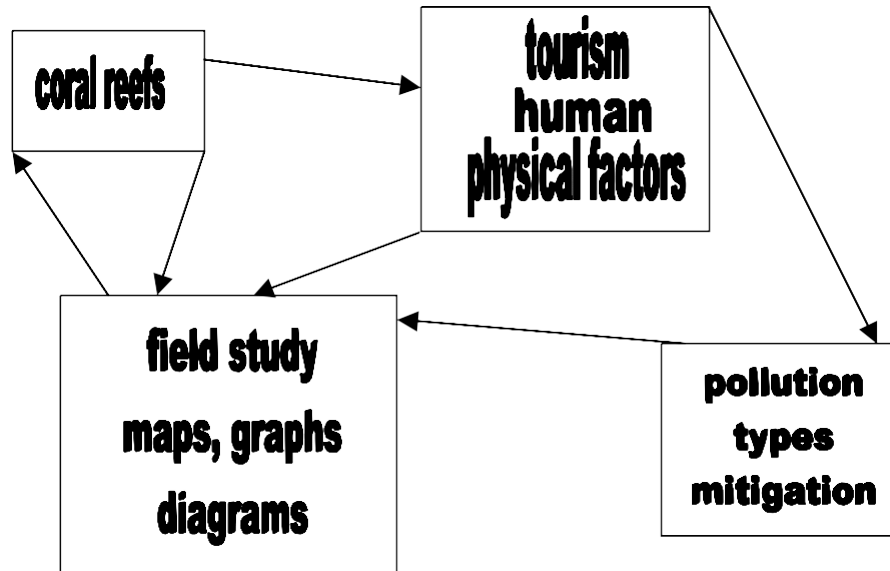 coral reefs
tourism
human
physical factors
field study
maps, graphs
diagrams
pollution
types
mitigation